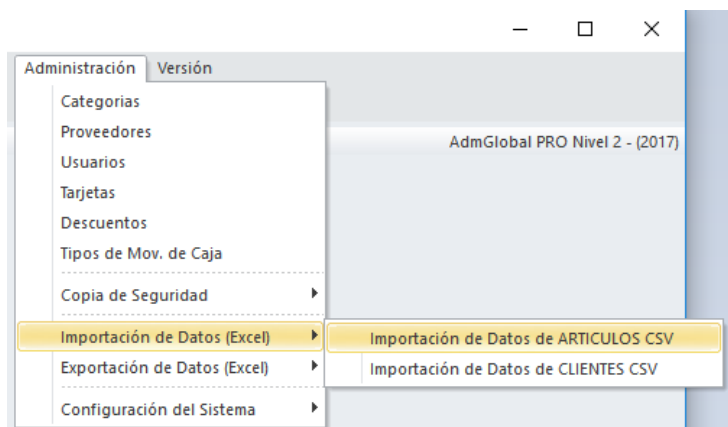 Administración Versión
Categorias
Proveedores
AdmGlobal PRO Nivel 2 - (2017)
Usuarios
Tarjetas
Descuentos
Tipos de Mov. de Caja
Copia de Seguridad
Importación de Datos (Excel)
Importación de Datos de ARTICULOS CSV
Exportación de Datos (Excel)
Importación de Datos de CLIENTES CSV
Configuración del Sistema